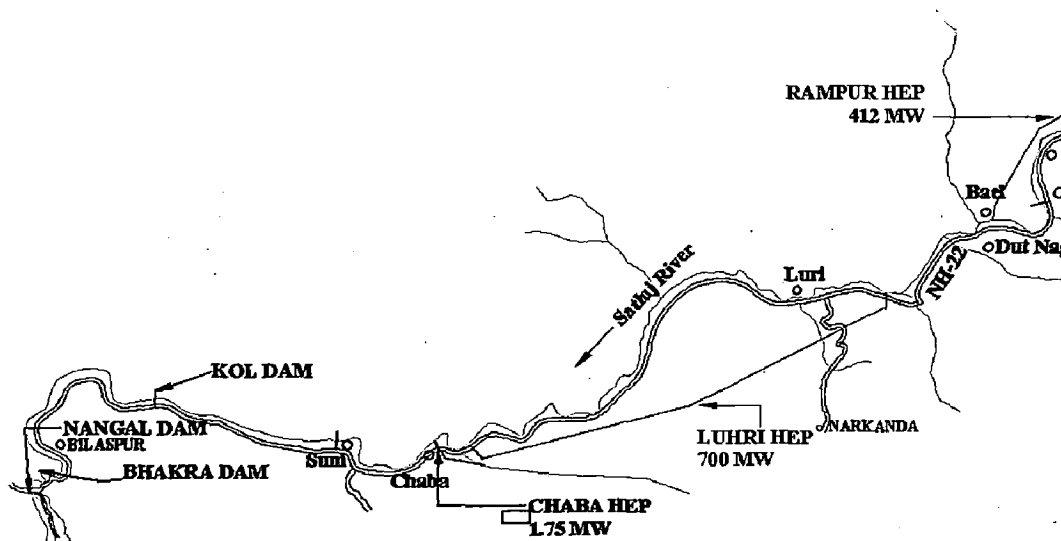 RAMPUR HEP
412 MW
Bael
Dut Nag
NH-22
Luri
Satluj River
KOL DAM
NANGAL DAM
BILASPUR
BHAKRA DAM
Suni
Chaba
NARKANDA
LUHRI HEP
700 MW
CHABA HEP
1.75 MW